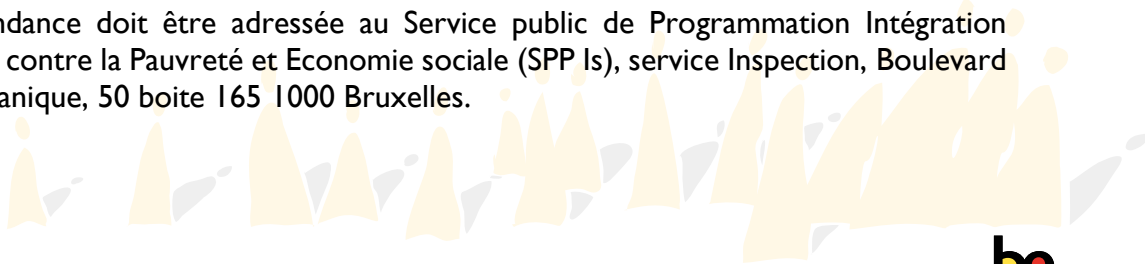 ndance doit être adressée au Service public de Programmation Intégration
contre la Pauvreté et Economie sociale (SPP Is), service Inspection, Boulevard
anique, 50 boite 165 1000 Bruxelles.
be